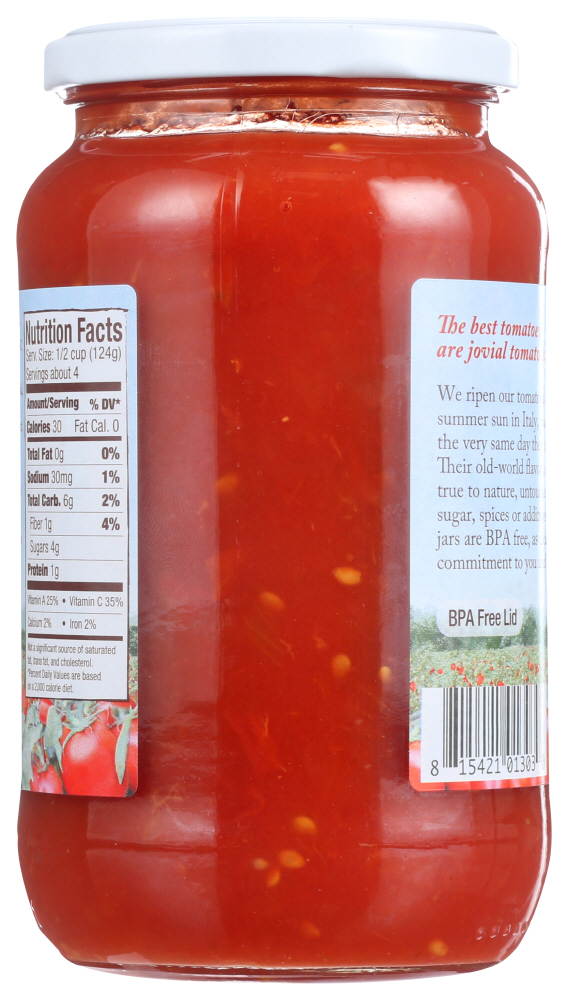 Nutrition Facts
Serv. Size: 1/2 cup (124g)
Servings about 4
Amount/Serving % DV*
Calories 30 Fat Cal. 0
Total Fat 0g 0%
Sodium 30mg 1%
Total Carb. 6g 2%
Fiber 1g 4%
Sugars 4g
Protein 1g
Vitamin A 25% • Vitamin C 35%
Calcium 2% • Iron 2%
Not a significant source of saturated
fat, trans fat, and cholesterol.
*Percent Daily Values are based
on a 2,000 calorie diet.
The best tomatoe
are jovial tomat
We ripen our tomat
summer sun in Italy,
the very same day the
Their old-world flavo
true to nature, untou
sugar, spices or addit
jars are BPA free, as
commitment to you
BPA Free Lid
8 15421 01303